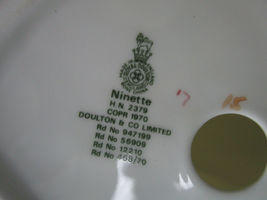 Ninette
H.N. 2379
COPR 1970
DOULTON & CO LIMITED
Rd No 947199
Rd No 56909
Rd No 12210
Rd No 468/70